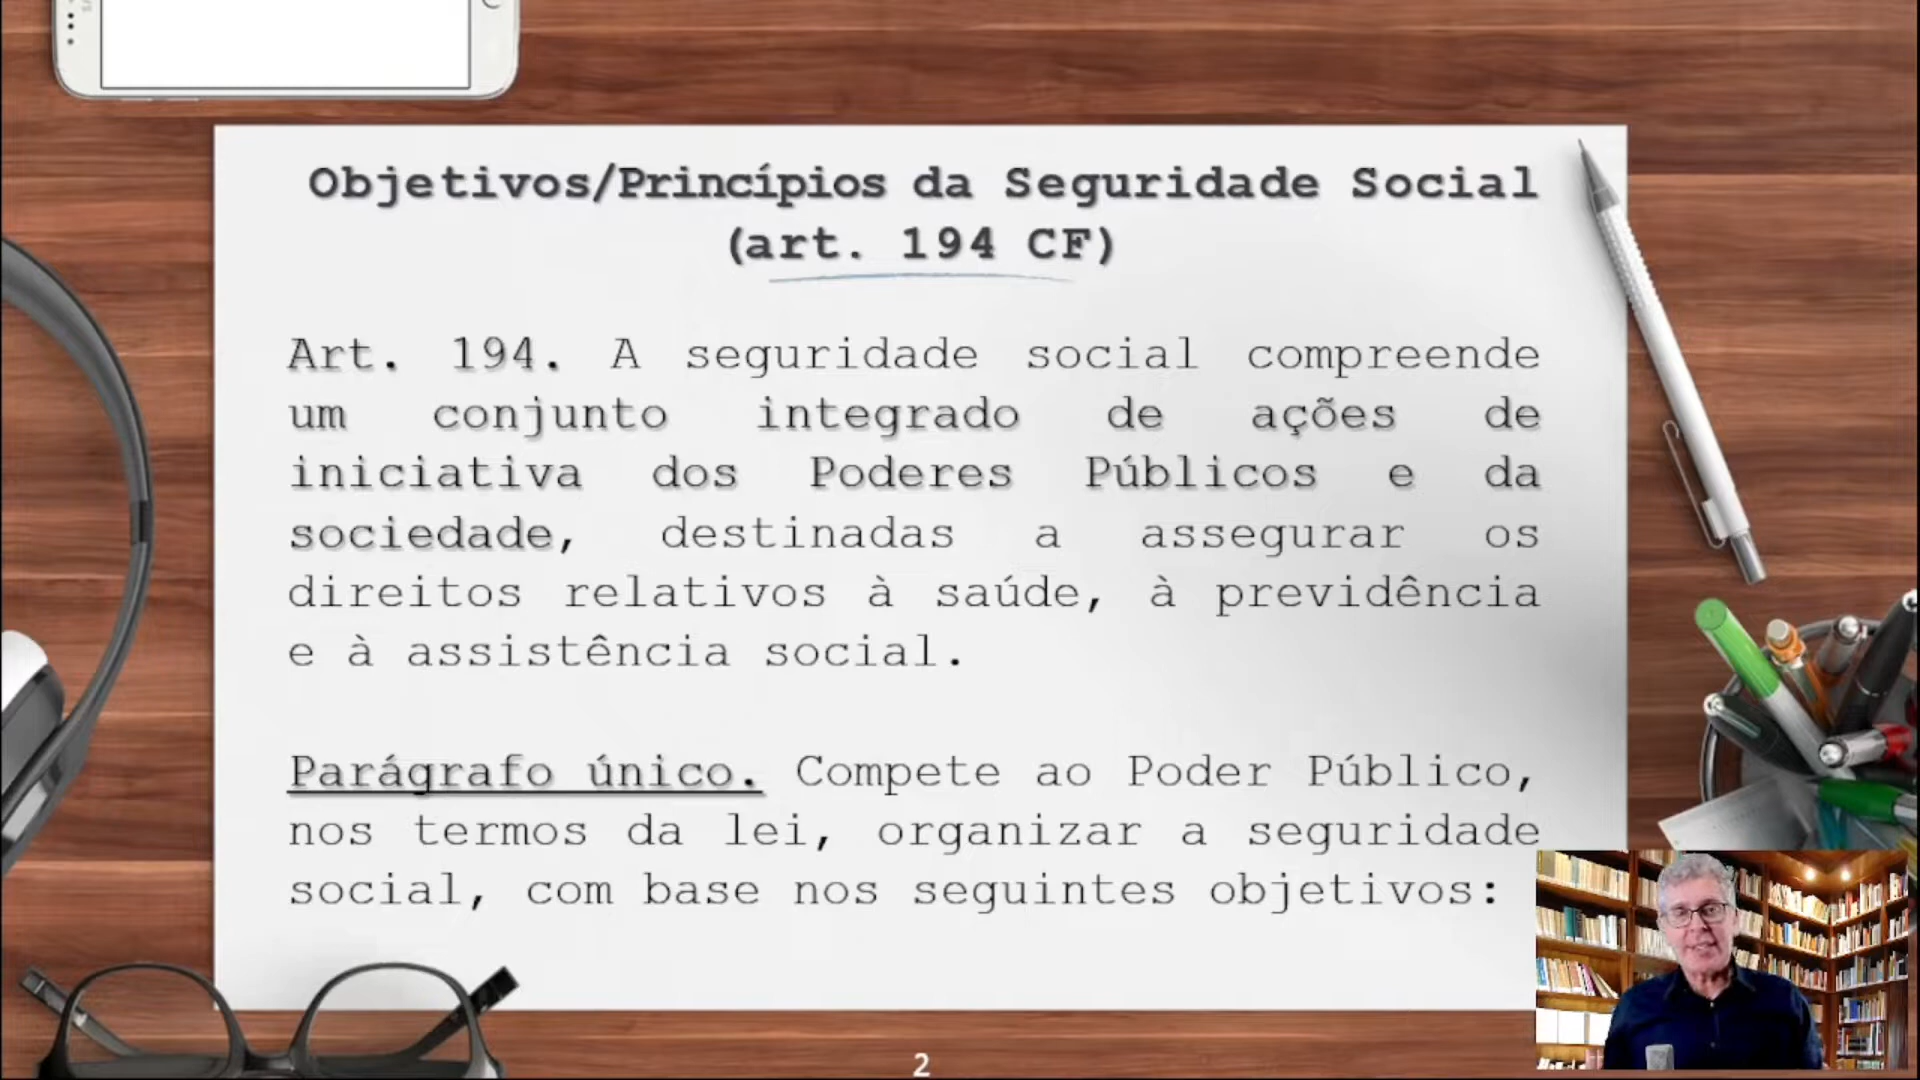 Objetivos/Princípios da Seguridade Social
(art. 194 CF)
Art. 194. A seguridade social compreende
um conjunto integrado de ações de
iniciativa dos Poderes Públicos e da
sociedade, destinadas a assegurar os
direitos relativos à saúde, à previdência
e à assistência social.
Parágrafo único. Compete ao Poder Público,
nos termos da lei, organizar a seguridade
social, com base nos seguintes objetivos:
2